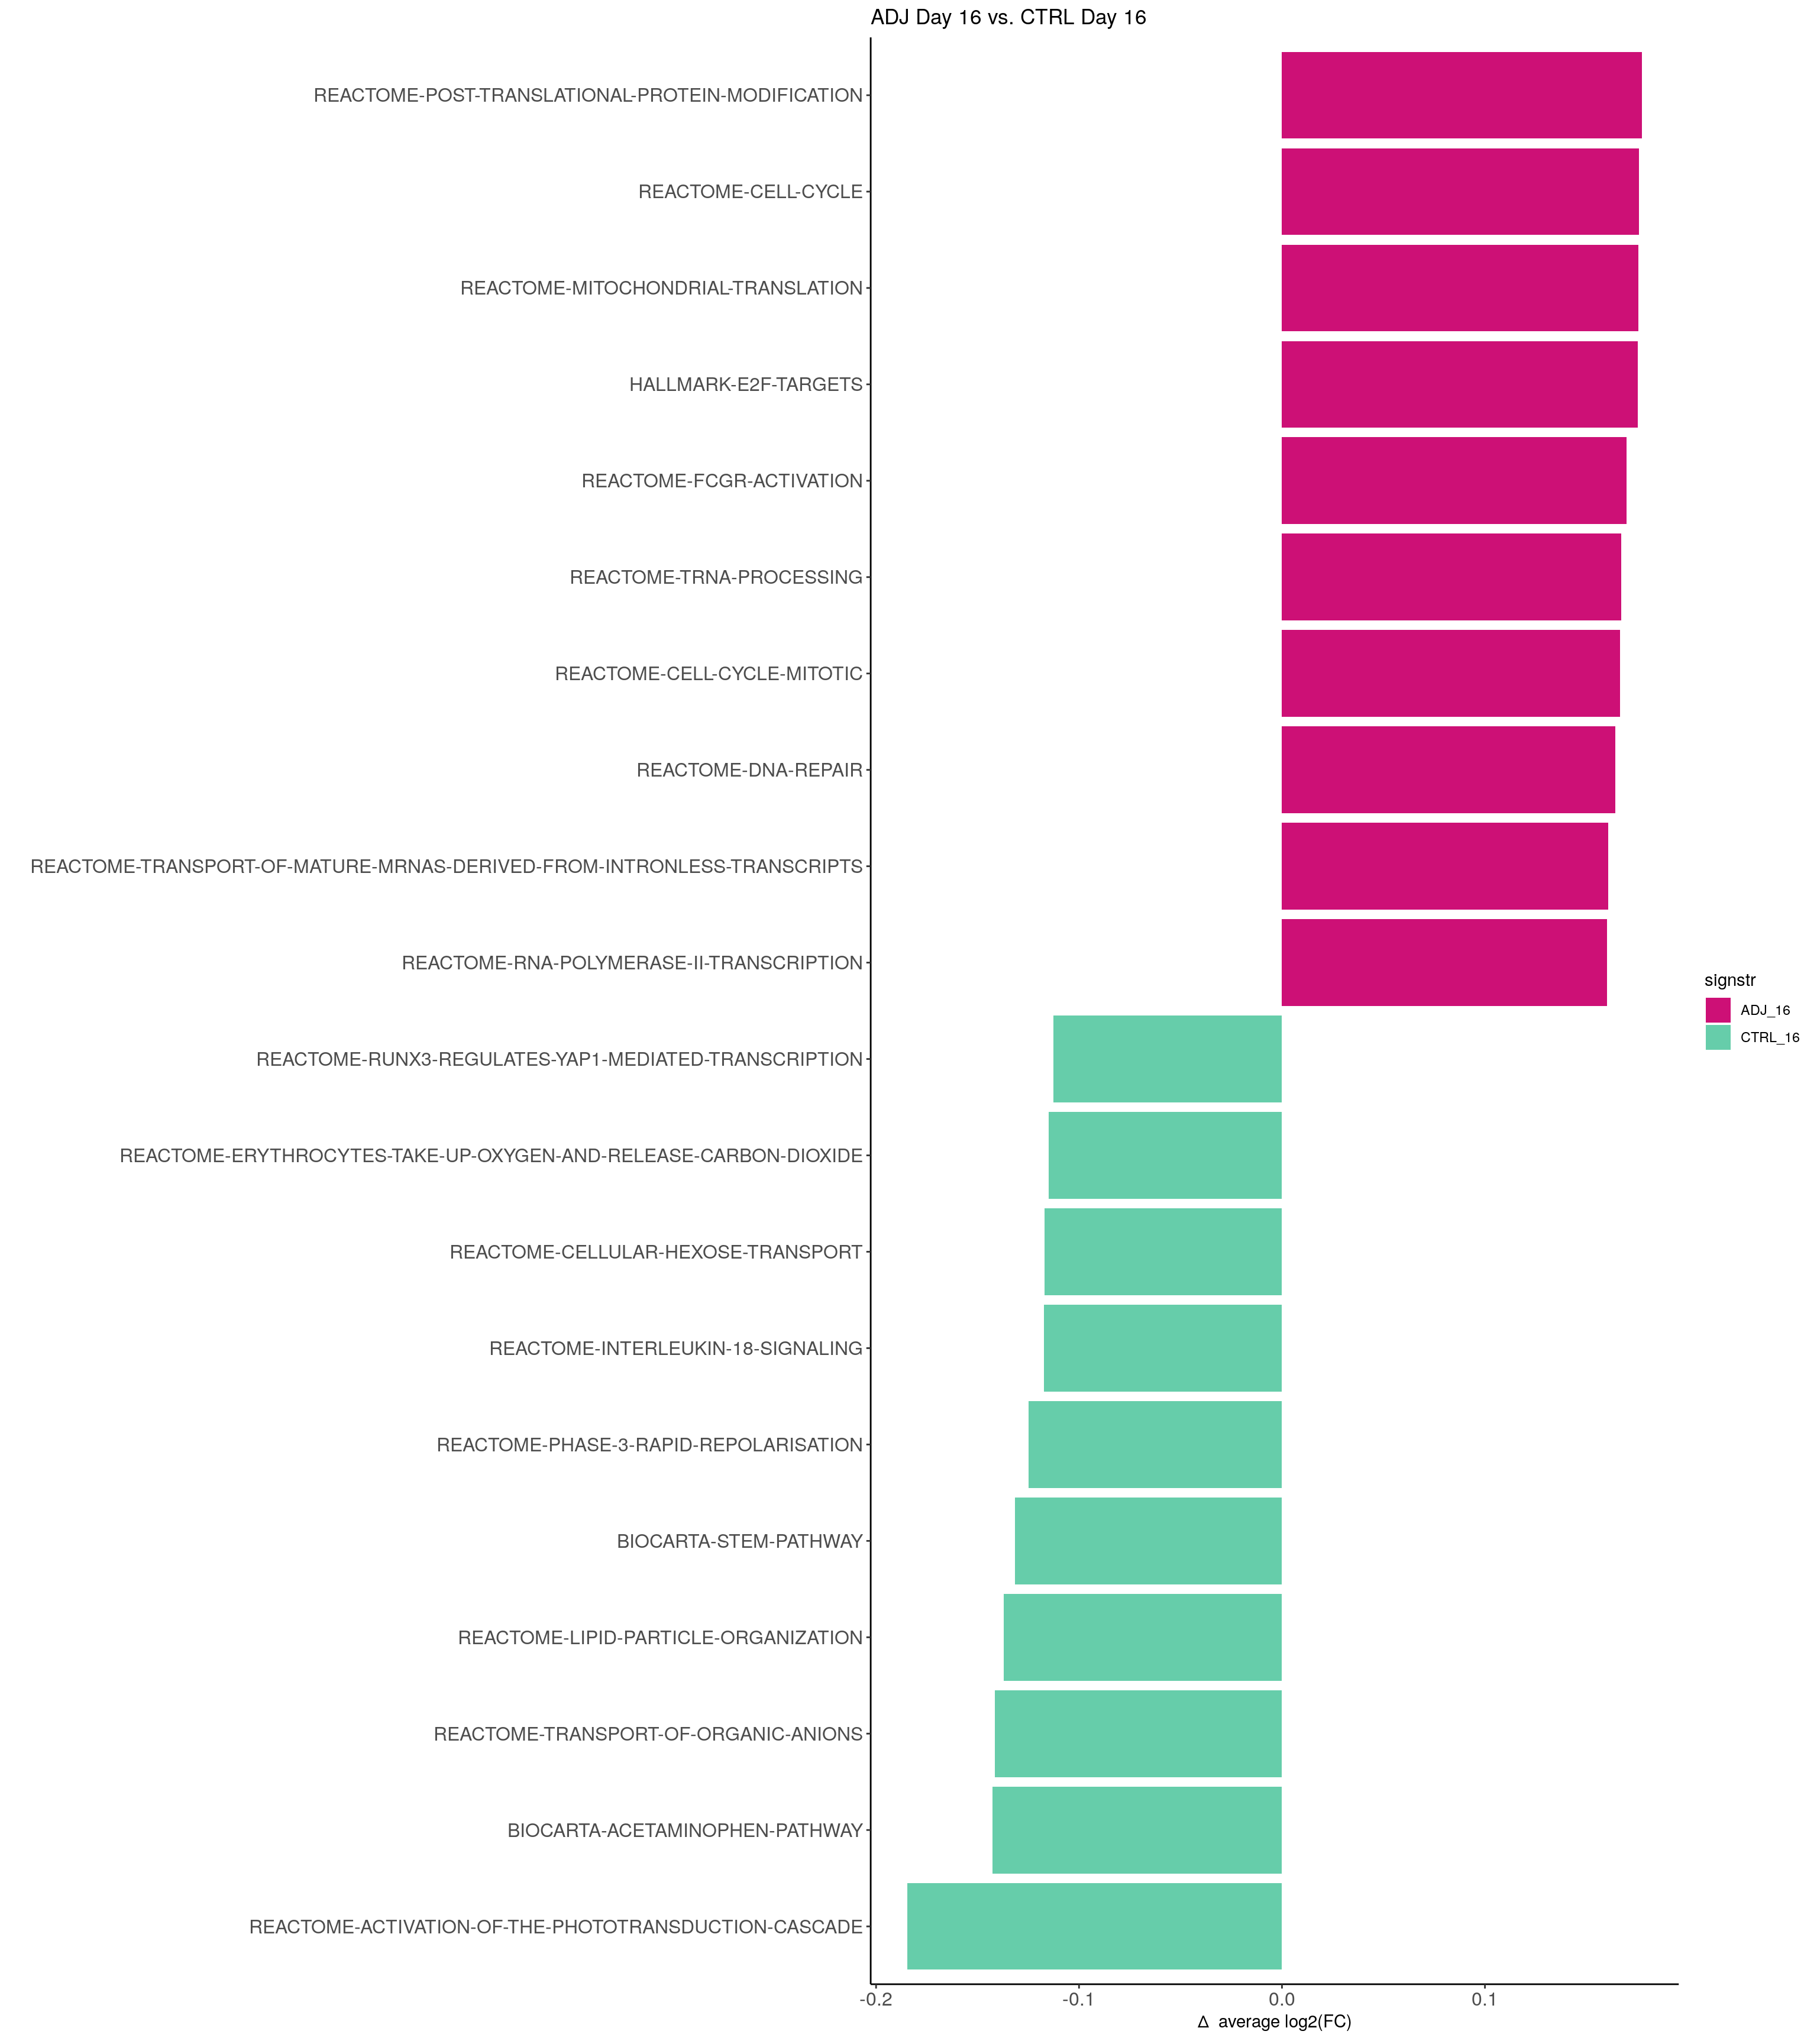 ADJ Day 16 vs. CTRL Day 16
REACTOME-POST-TRANSLATIONAL-PROTEIN-MODIFICATION
REACTOME-CELL-CYCLE
REACTOME-MITOCHONDRIAL-TRANSLATION
HALLMARK-E2F-TARGETS
REACTOME-FCGR-ACTIVATION
REACTOME-TRNA-PROCESSING
REACTOME-CELL-CYCLE-MITOTIC
REACTOME-DNA-REPAIR
REACTOME-TRANSPORT-OF-MATURE-MRNAS-DERIVED-FROM-INTRONLESS-TRANSCRIPTS
REACTOME-RNA-POLYMERASE-II-TRANSCRIPTION
REACTOME-RUNX3-REGULATES-YAP1-MEDIATED-TRANSCRIPTION
REACTOME-ERYTHROCYTES-TAKE-UP-OXYGEN-AND-RELEASE-CARBON-DIOXIDE
REACTOME-CELLULAR-HEXOSE-TRANSPORT
REACTOME-INTERLEUKIN-18-SIGNALING
REACTOME-PHASE-3-RAPID-REPOLARISATION
BIOCARTA-STEM-PATHWAY
REACTOME-LIPID-PARTICLE-ORGANIZATION
REACTOME-TRANSPORT-OF-ORGANIC-ANIONS
BIOCARTA-ACETAMINOPHEN-PATHWAY
REACTOME-ACTIVATION-OF-THE-PHOTOTRANSDUCTION-CASCADE
-0.2 -0.1 0.0 0.1
Δ average log2(FC)
signstr
ADJ_16
CTRL_16